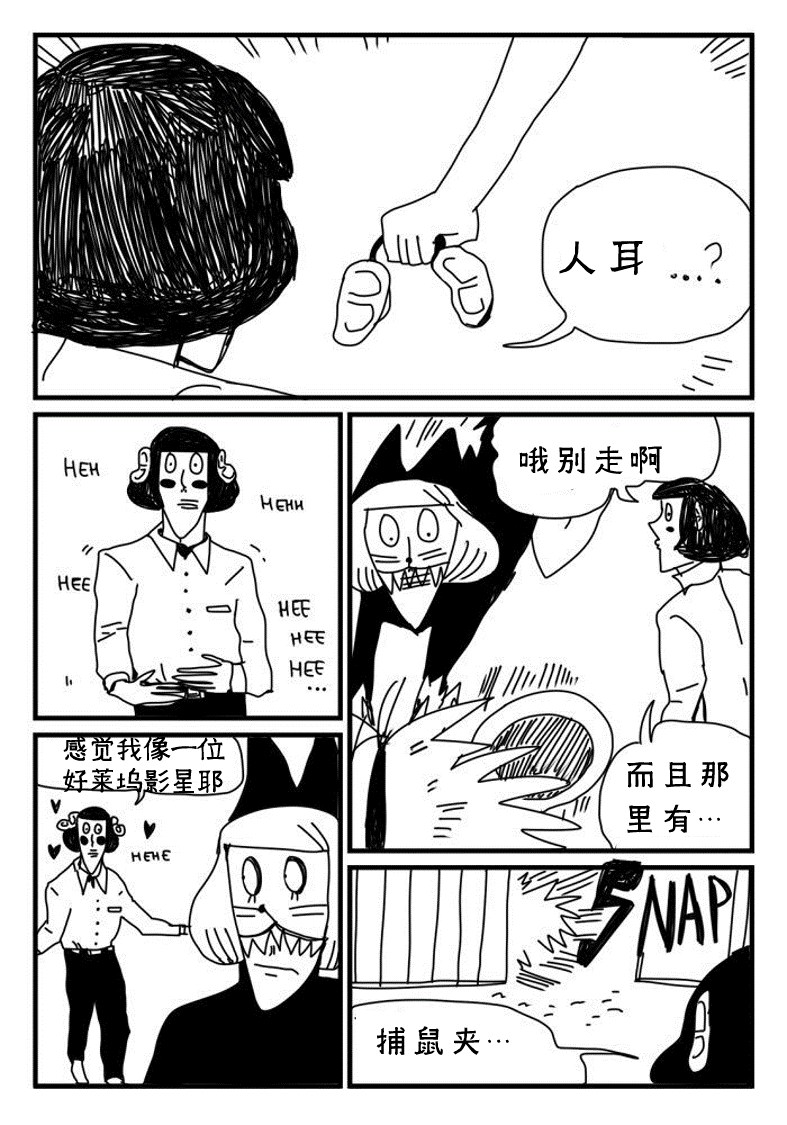 人耳...?
HEH
HEHH
HEE
HEE
HEE
HEE
...
哦别走啊
而且那
里有…
感觉我像一位
好莱坞影星耶
HEHE
SNAP
捕鼠夹…